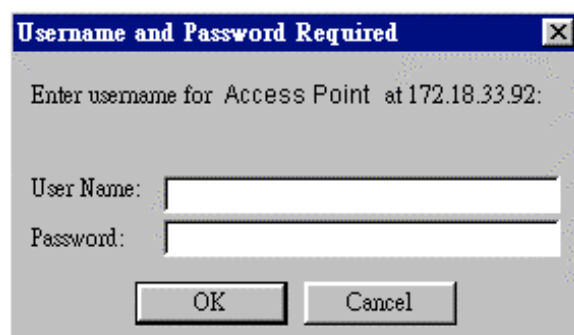 Username and Password Required
Enter username for Access Point at 172.18.33.92:
User Name:
Password:
OK Cancel